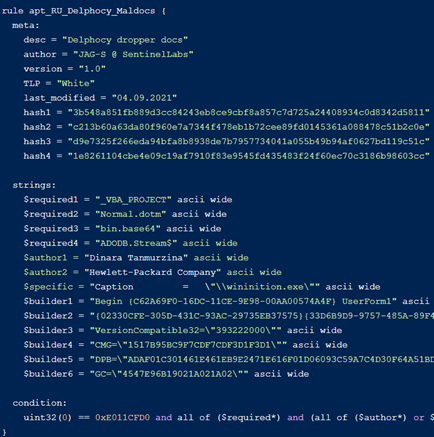 rule apt_RU_Delphocy_Maldocs {
meta:
desc = "Delphocy dropper docs"
author = "JAG-S @ SentinelLabs"
version = "1.0"
TLP = "White"
last_modified = "04.09.2021"
hash1 = "3b548a851fb889d3cc84243eb8ce9cbf8a857c7d725a24408934c0d8342d5811"
hash2 = "c213b60a63da80f960e7a7344f478eb1b72cee89fd0145361a088478c51b2c0e"
hash3 = "d9e7325f266eda94bfa8b8938de7b7957734041a055b49b94af0627bd119c51c"
hash4 = "1e8261104cbe4e09c19af7910f83e9545fd435483f24f60ec70c3186b98603cc"
strings:
$required1 = "_VBA_PROJECT" ascii wide
$required2 = "Normal.dotm" ascii wide
$required3 = "bin.base64" ascii wide
$required4 = "ADODB.Stream$" ascii wide
$author1 = "Dinara Tanmurzina" ascii wide
$author2 = "Hewlett-Packard Company" ascii wide
$specific = "Caption = \"\\wininition.exe\"" ascii wide
$builder1 = "Begin {C62A69F0-16DC-11CE-9E98-00AA00574A4F} UserForm1" ascii wide
$builder2 = "{02330CFE-305D-431C-93AC-29735EB37575}{33D6B9D9-9757-485A-89F4
$builder3 = "VersionCompatible32=\"393222000\"" ascii wide
$builder4 = "CMG=\"1517B95BC9F7CDF7CDF3D1F3D1\"" ascii wide
$builder5 = "DPB=\"ADAF01C301461E461EB9E2471E616F01D06093C59A7C4D30F64A51BD
$builder6 = "GC=\"4547E96B19021A021A02\"" ascii wide
condition:
uint32(0) == 0xE011CFD0 and all of ($required*) and (all of ($author*) or $
}